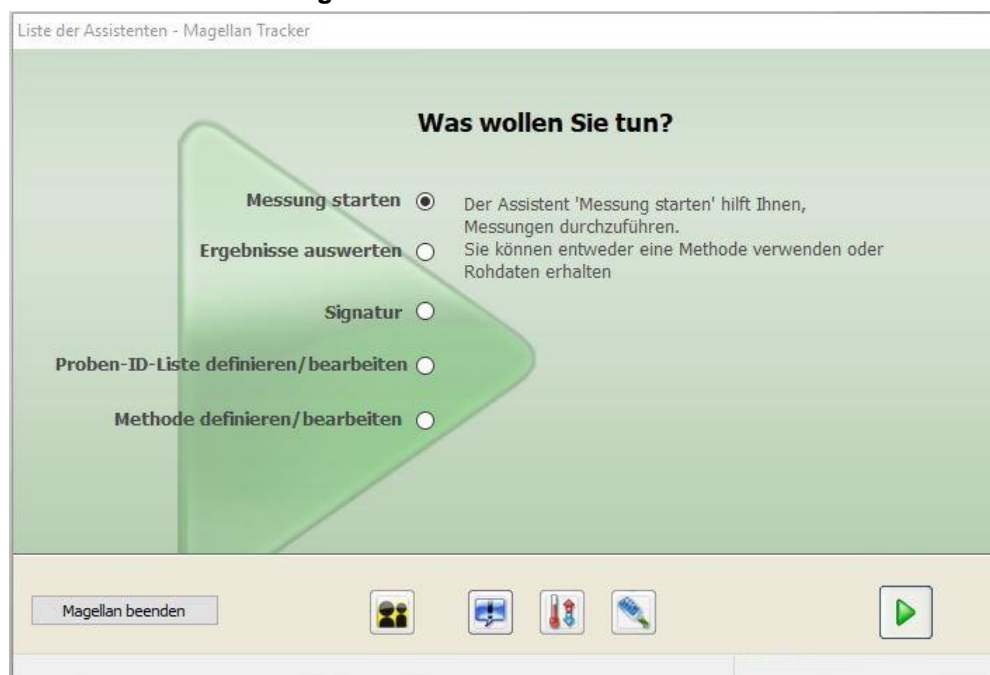 Liste der Assistenten - Magellan Tracker
Was wollen Sie tun?
Messung starten
Der Assistent 'Messung starten' hilft Ihnen,
Messungen durchzuführen.
Sie können entweder eine Methode verwenden oder
Rohdaten erhalten
Ergebnisse auswerten
Signatur
Proben-ID-Liste definieren/bearbeiten
Methode definieren/bearbeiten
Magellan beenden